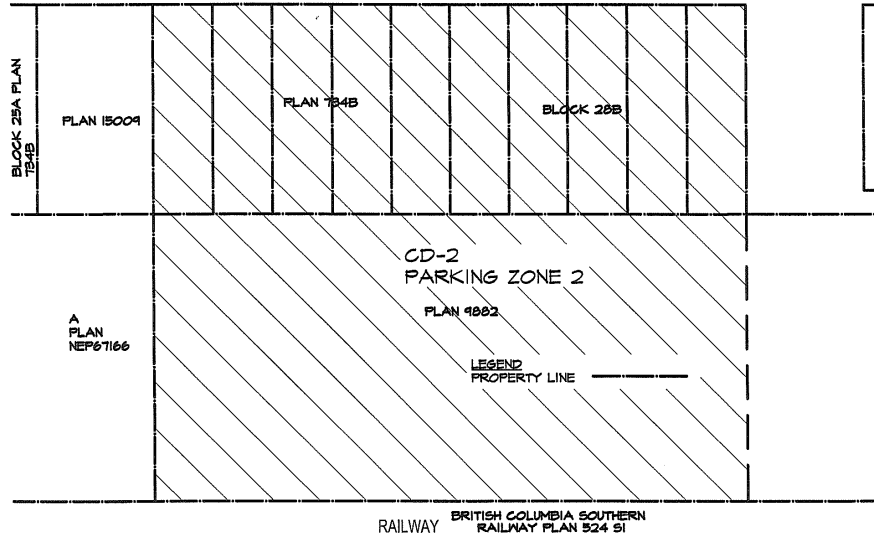 BLOCK 25A PLAN
734B
PLAN 15009
PLAN 734B
BLOCK 28B
CD-2
PARKING ZONE 2
PLAN 9882
A
PLAN
NEP67166
LEGEND
PROPERTY LINE
RAILWAY
BRITISH COLUMBIA SOUTHERN
RAILWAY PLAN 524 SI